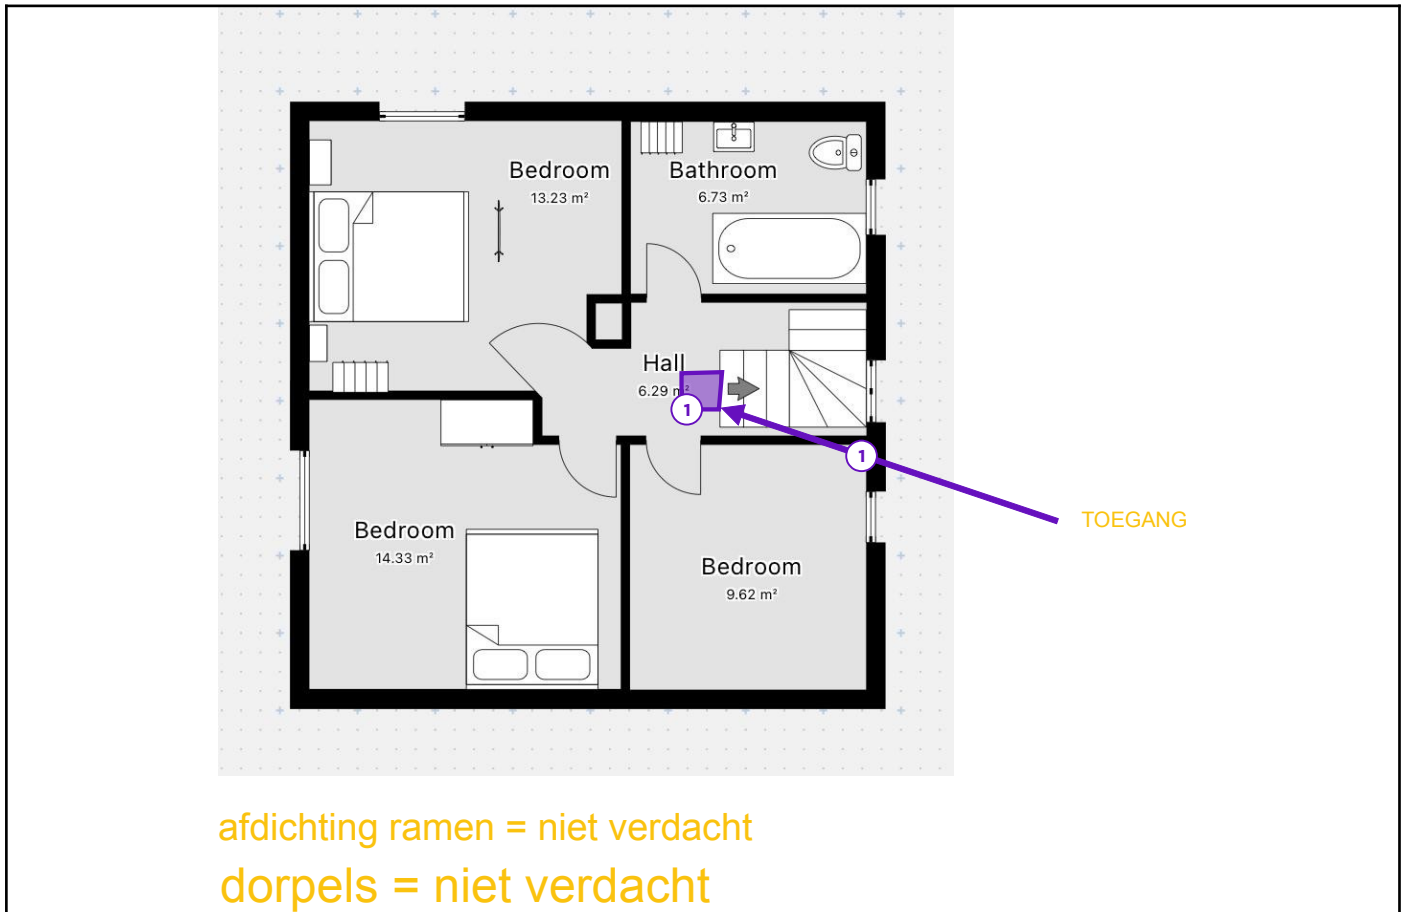 Bedroom
13.23 m²
Bathroom
6.73 m²
Hall
6.29 m²
1
1
TOEGANG
Bedroom
14.33 m²
Bedroom
9.62 m²
afdichting ramen = niet verdacht
dorpels = niet verdacht